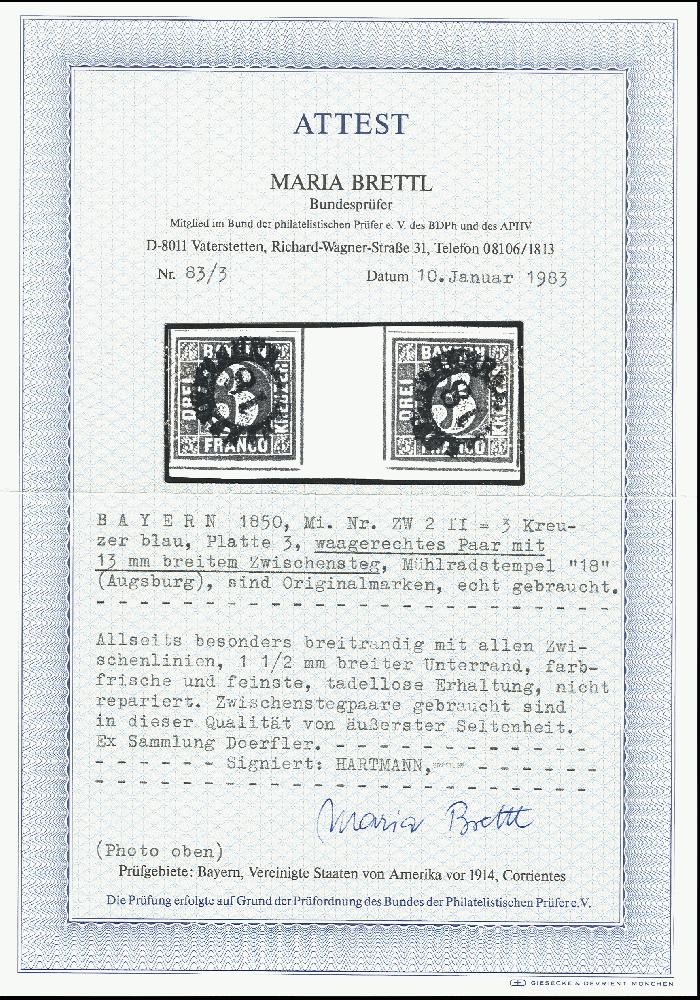 ATTEST
MARIA BRETTL
Bundesprüfer
Mitglied im Bund der philatelistischen Prüfer e. V. des BDPh und des APHV
D-8011 Vaterstetten, Richard-Wagner-Straße 31, Telefon 08106/1813
Nr. 83/3 Datum 10.Januar 1983
BAYERN BAYERN
DREI KREUZER DREI
FRANCO FRANCO
B A Y E R N 1850, Mi. Nr. ZW 2 II = 3 Kreu-
zer blau, Platte 3, waagerechtes Paar mit
13 mm breitem Zwischensteg, Mühlradstempel "18"
(Augsburg), sind Originalmarken, echt gebraucht.
- - - - - - - - - - - - - - - - - - - - - - - -
Allseits besonders breitrandig mit allen Zwi-
schenlinien, 1 1/2 mm breiter Unterrand, farb-
frische und feinste, tadellose Erhaltung, nicht
repariert. Zwischenstegpaare gebraucht sind
in dieser Qualität von äußerster Seltenheit.
Ex Sammlung Doerfler. - - - - - - - - - - -
- - - - - - Signiert: HARTMANN, - - - - - -
- - - - - - - - - - - - - - - - - - - - - - -
Maria Brettl
(Photo oben)
Prüfgebiete: Bayern, Vereinigte Staaten von Amerika vor 1914, Corrientes
Die Prüfung erfolgte auf Grund der Prüfordnung des Bundes der Philatelistischen Prüfer e.V.
GIESECKE & DEVRIENT MÜNCHEN